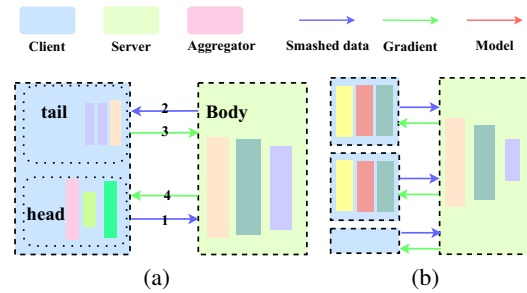 Client Server Aggregator Smashed data Gradient Model
tail 2 Body
3
4
head 1
(a) (b)